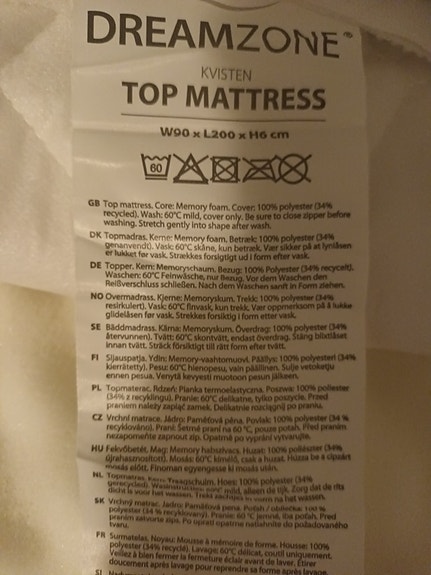 DREAMZONE®
KVISTEN
TOP MATTRESS
W90 x L200 x H6 cm
60
GB Top mattress. Core: Memory foam. Cover: 100% polyester (34%
recycled). Wash: 60°C mild, cover only. Be sure to close zipper before
washing. Stretch gently into shape after wash.
DK Topmadras. Kerne: Memory foam, Betræk: 100% polyester (34%
genanvendt). Vask: 60°C skåne, kun betræk. Vær sikker på at lynlåsen
er lukket før vask. Strækkes forsigtigt ud i form efter vask.
DE Topper. Kern: Memoryschaum. Bezug: 100% Polyester (34% recycelt).
Waschen: 60°C Feinwäsche, nur Bezug. Vor dem Waschen den
Reißverschluss schließen. Nach dem Waschen sanft in Form ziehen.
NO Overmadrass. Kjerne: Memoryskum. Trekk: 100% polyester (34%
resirkulert). Vask: 60°C finvask, kun trekk. Vær oppmerksom på å lukke
glidelåsen før vask. Strekkes forsiktig i form etter vask.
SE Bäddmadrass. Kärna: Memoryskum. Överdrag: 100% polyester (34%
återvunnen). Tvätt: 60°C skontvätt, endast överdrag. Stäng blixtlåset
innan tvätt. Sträck försiktigt till rätt form efter tvätt.
FI Sijauspatja. Ydin: Memory-vaahtomuovi. Päällys: 100% polyesteri (34%
kierrätetty). Pesu: 60°C hienopesu, vain päällinen. Sulje vetoketju
ennen pesua. Venytä kevyesti muotoon pesun jälkeen.
PL Topmaterac. Rdzeń: Pianka termoelastyczna. Poszwa: 100% poliester
(34% z recyklingu). Pranie: 60°C delikatne, tylko poszycie. Przed
praniem należy zapiąć zamek. Delikatnie rozciągnij po praniu.
CZ Vrchní matrace. Jádro: Paměťová pěna, Povlak: 100% polyester (34 %
recyklováno). Praní: Šetrné praní na 60 °C, pouze potah. Před praním
nezapomeňte zapnout zip. Opatrně po vyprání vytvarujte.
HU Fekvőbetét. Mag: Memory habszivacs. Huzat: 100% poliészter (34%
újrahasznosított). Mosás: 60°C kímélő, csak a huzat. Húzza be a cipzárt
mosás előtt. Finoman egyengesse ki mosás után.
NL Topmatras. Kern: Traagschuim. Hoes: 100% polyester (34%
gerecycled). mild, alleen de tijk. Zorg dat de rits
dicht is voor het wassen. na het wassen.
SK Vrchný matrac. Jadro: Pamäťová pena. 100 %
polyester (34 % recyklovaný). Pranie: 60 °C jemné, iba poťah. Pred
praním zatvorte zips. Po upraní opatrne natiahnite do požadovaného
tvaru.
FR Surmatelas, Noyau: Mousse à mémoire de forme. Housse: 100%
polyester (34% recyclé). Lavage: 60°C délicat, coutil uniquement.
Veillez à bien fermer la fermeture éclair avant de laver. Étirer
doucement après lavage pour reprendre sa forme après lavage.
SI